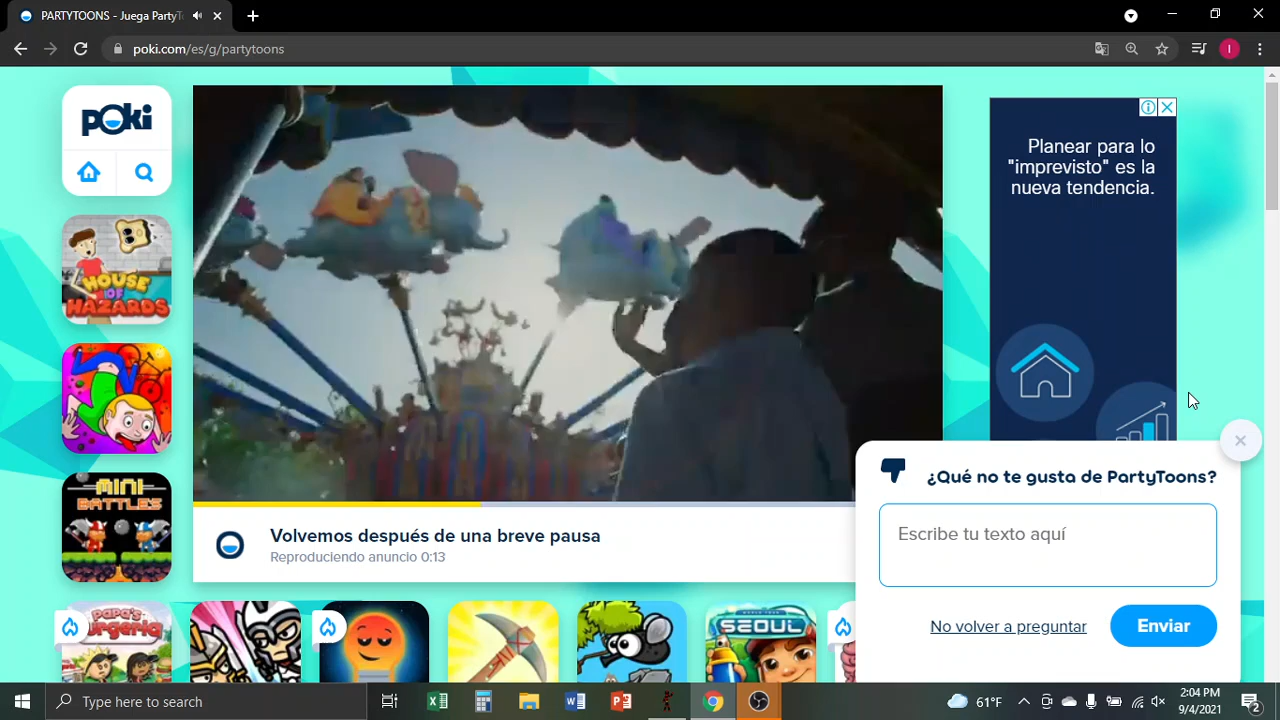 PARTYTOONS - Juega PartyT
poki.com/es/g/partytoons
I
poki
HOUSE
OF
HAZARDS
MINI
BATTLES
Planear para lo
"imprevisto" es la
nueva tendencia.
¿Qué no te gusta de PartyToons?
Escribe tu texto aquí
No volver a preguntar
Enviar
Volvemos después de una breve pausa
Reproduciendo anuncio 0:13
WORLD TOUR
SEOUL
Type here to search
61°F
2:04 PM
9/4/2021
2